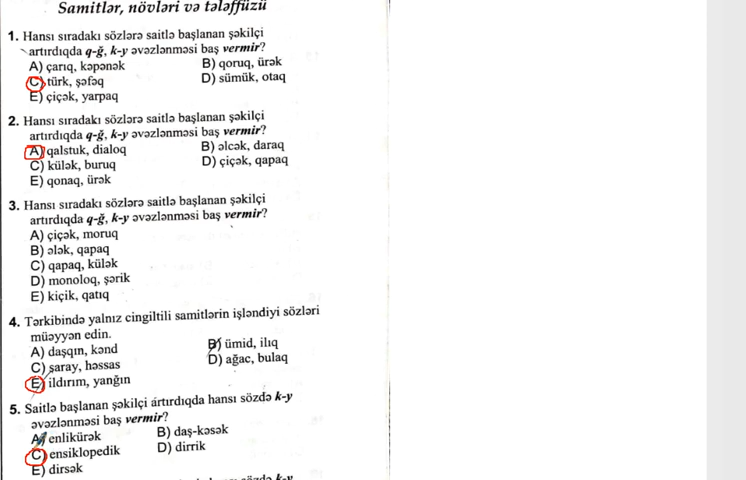 Samitlər, növləri və tələffüzü
1. Hansı sıradakı sözlərə saitlə başlanan şəkilçi
artırdıqda q-ğ, k-y əvəzlənməsi baş vermir?
A) çarıq, kəpənək B) qoruq, ürək
C) türk, şəfəq D) sümük, otaq
E) çiçək, yarpaq
2. Hansı sıradakı sözlərə saitlə başlanan şəkilçi
artırdıqda q-ğ, k-y əvəzlənməsi baş vermir?
A) qalstuk, dialoq B) əlcək, daraq
C) külək, buruq D) çiçək, qapaq
E) qonaq, ürək
3. Hansı sıradakı sözlərə saitlə başlanan şəkilçi
artırdıqda q-ğ, k-y əvəzlənməsi baş vermir?
A) çiçək, moruq
B) ələk, qapaq
C) qapaq, külək
D) monoloq, şərik
E) kiçik, qatıq
4. Tərkibində yalnız cingiltili samitlərin işləndiyi sözləri
müəyyən edin.
A) daşqın, kənd B) ümid, ilıq
C) saray, həssas D) ağac, bulaq
E) ildırım, yanğın
5. Saitlə başlanan şəkilçi artırdıqda hansı sözdə k-y
əvəzlənməsi baş vermir?
A) enlikürək B) daş-kəsək
C) ensiklopedik D) dirrik
E) dirsək
sözdə k-y